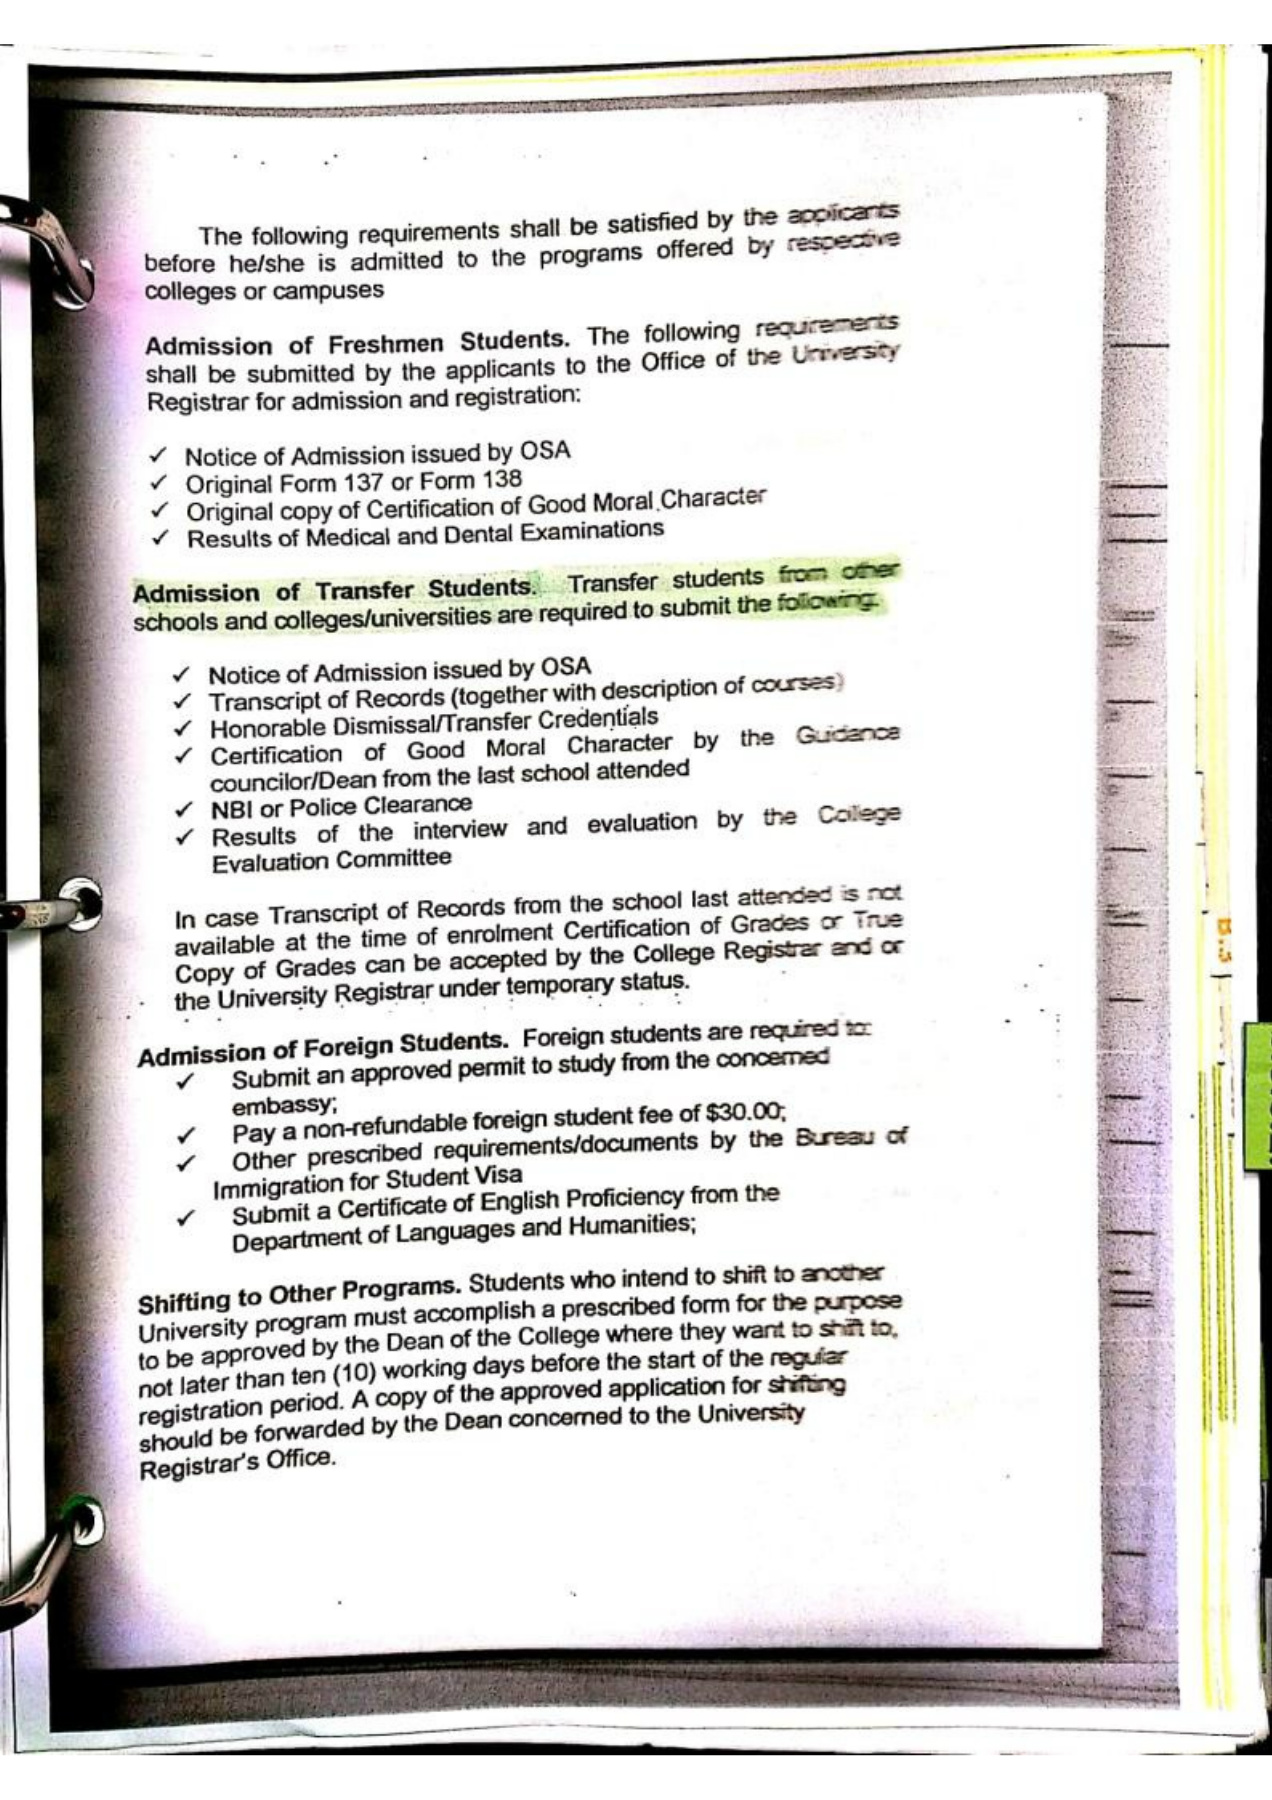 The following requirements shall be satisfied by the applicants
before he/she is admitted to the programs offered by respective
colleges or campuses
Admission of Freshmen Students. The following requirements
shall be submitted by the applicants to the Office of the University
Registrar for admission and registration:
✓ Notice of Admission issued by OSA
✓ Original Form 137 or Form 138
✓ Original copy of Certification of Good Moral Character
✓ Results of Medical and Dental Examinations
Admission of Transfer Students. Transfer students from other
schools and colleges/universities are required to submit the following:
✓ Notice of Admission issued by OSA
✓ Transcript of Records (together with description of courses)
✓ Honorable Dismissal/Transfer Credentials
✓ Certification of Good Moral Character by the Guidance
councilor/Dean from the last school attended
✓ NBI or Police Clearance
✓ Results of the interview and evaluation by the College
Evaluation Committee
In case Transcript of Records from the school last attended is not
available at the time of enrolment Certification of Grades or True
Copy of Grades can be accepted by the College Registrar and or
the University Registrar under temporary status.
Admission of Foreign Students. Foreign students are required to:
✓ Submit an approved permit to study from the concerned
embassy;
✓ Pay a non-refundable foreign student fee of $30.00;
✓ Other prescribed requirements/documents by the Bureau of
Immigration for Student Visa
✓ Submit a Certificate of English Proficiency from the
Department of Languages and Humanities;
Shifting to Other Programs. Students who intend to shift to another
University program must accomplish a prescribed form for the purpose
to be approved by the Dean of the College where they want to shift to,
not later than ten (10) working days before the start of the regular
registration period. A copy of the approved application for shifting
should be forwarded by the Dean concerned to the University
Registrar's Office.
B.3